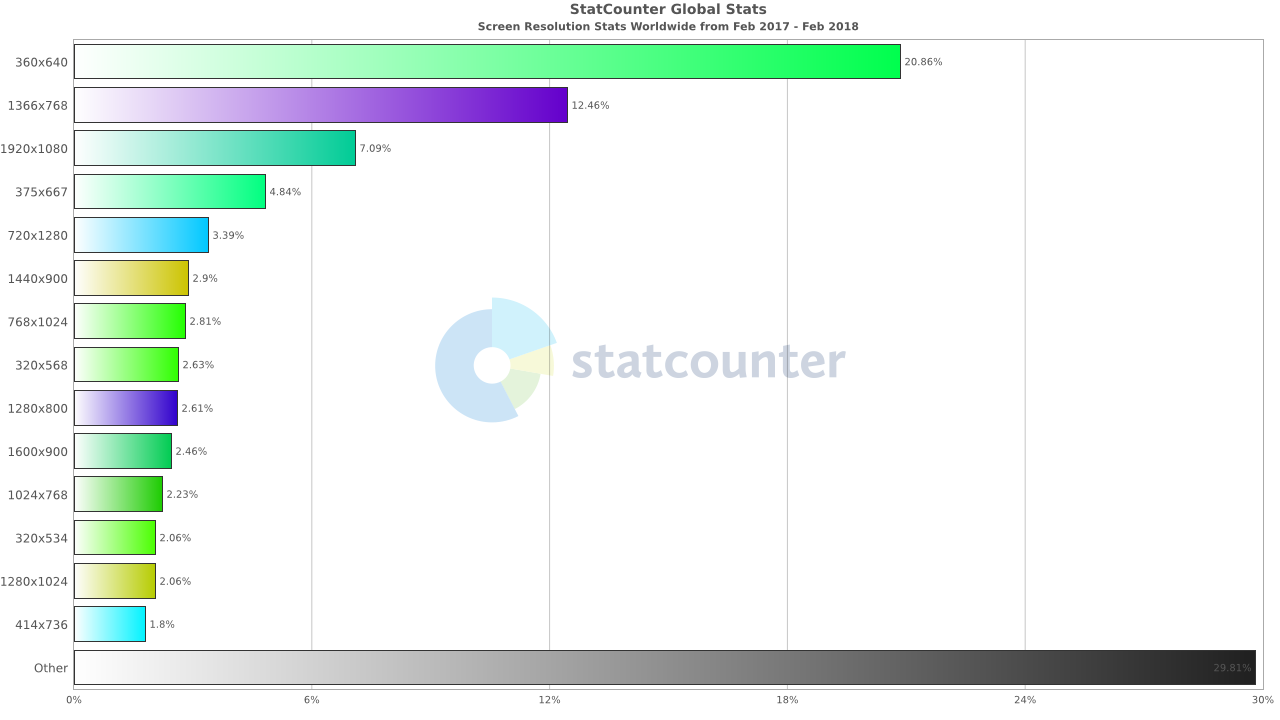 StatCounter Global Stats
Screen Resolution Stats Worldwide from Feb 2017 - Feb 2018
360x640 20.86%
1366x768 12.46%
1920x1080 7.09%
375x667 4.84%
720x1280 3.39%
1440x900 2.9%
768x1024 2.81%
320x568 2.63%
statcounter
1280x800 2.61%
1600x900 2.46%
1024x768 2.23%
320x534 2.06%
1280x1024 2.06%
414x736 1.8%
Other 29.81%
0% 6% 12% 18% 24% 30%